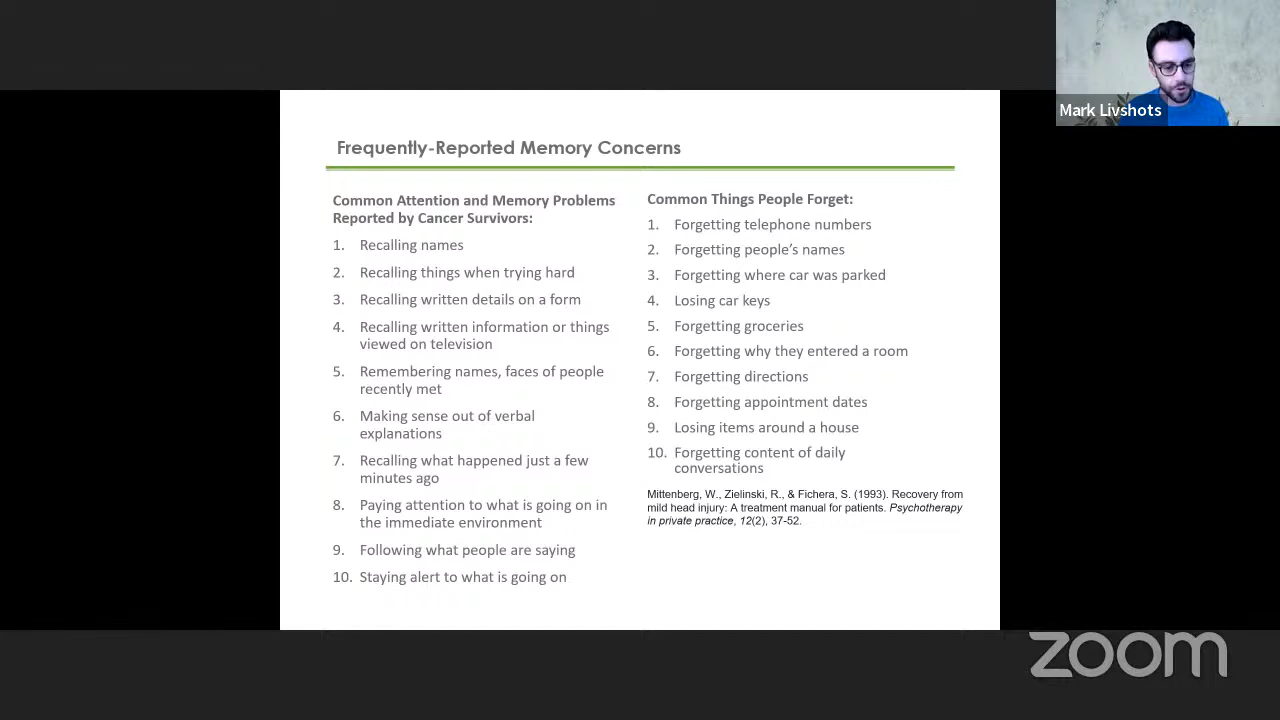 Mark Livshots
Frequently-Reported Memory Concerns
Common Attention and Memory Problems
Reported by Cancer Survivors:
1. Recalling names
2. Recalling things when trying hard
3. Recalling written details on a form
4. Recalling written information or things
viewed on television
5. Remembering names, faces of people
recently met
6. Making sense out of verbal
explanations
7. Recalling what happened just a few
minutes ago
8. Paying attention to what is going on in
the immediate environment
9. Following what people are saying
10. Staying alert to what is going on
Common Things People Forget:
1. Forgetting telephone numbers
2. Forgetting people’s names
3. Forgetting where car was parked
4. Losing car keys
5. Forgetting groceries
6. Forgetting why they entered a room
7. Forgetting directions
8. Forgetting appointment dates
9. Losing items around a house
10. Forgetting content of daily
conversations
Mittenberg, W., Zielinski, R., & Fichera, S. (1993). Recovery from
mild head injury: A treatment manual for patients. Psychotherapy
in private practice, 12(2), 37-52.
zoom